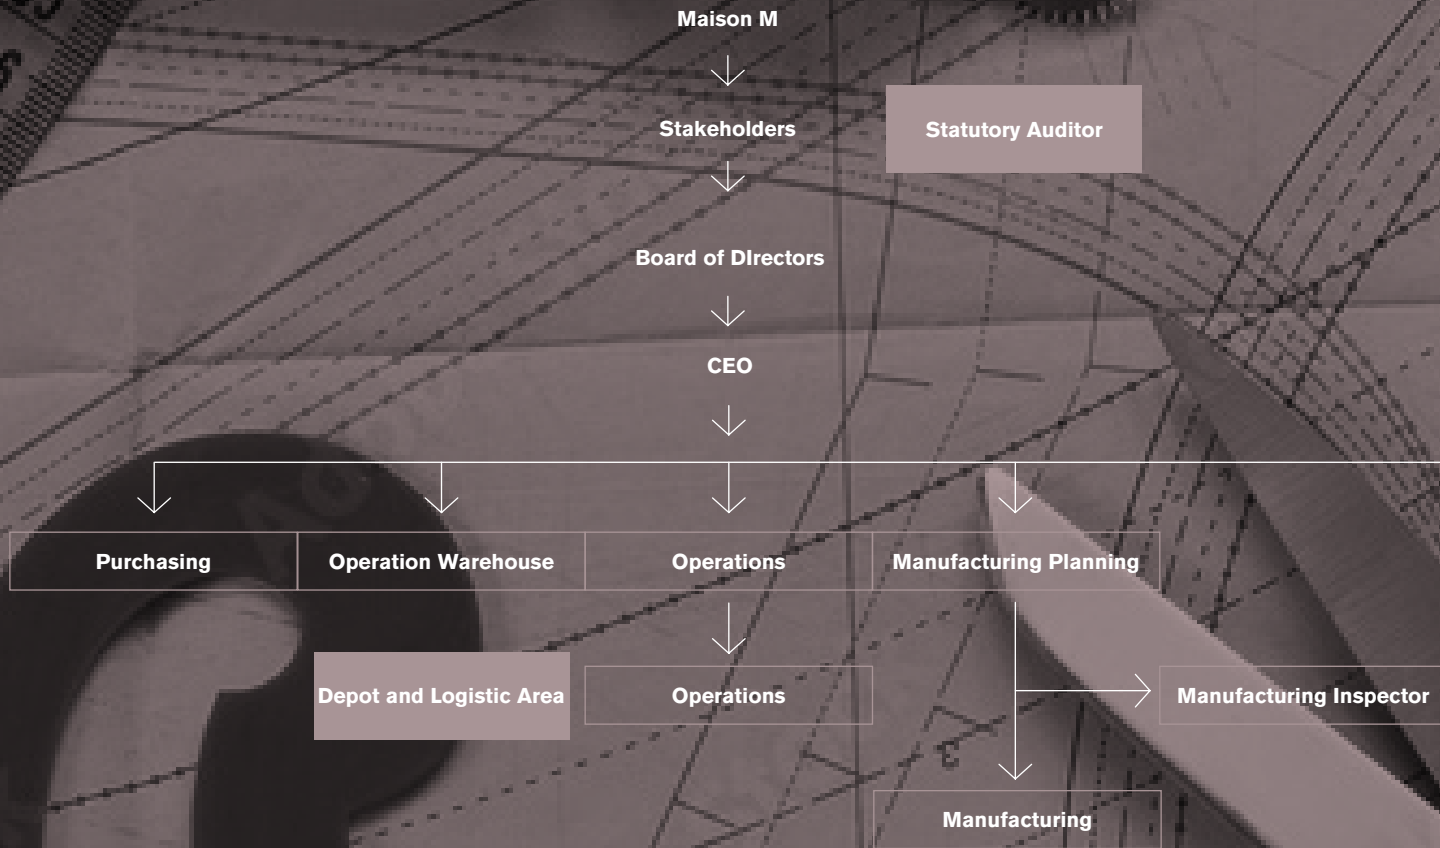 Maison M
Stakeholders
Statutory Auditor
Board of DIrectors
CEO
Purchasing
Operation Warehouse
Operations
Manufacturing Planning
Depot and Logistic Area
Operations
Manufacturing Inspector
Manufacturing
3